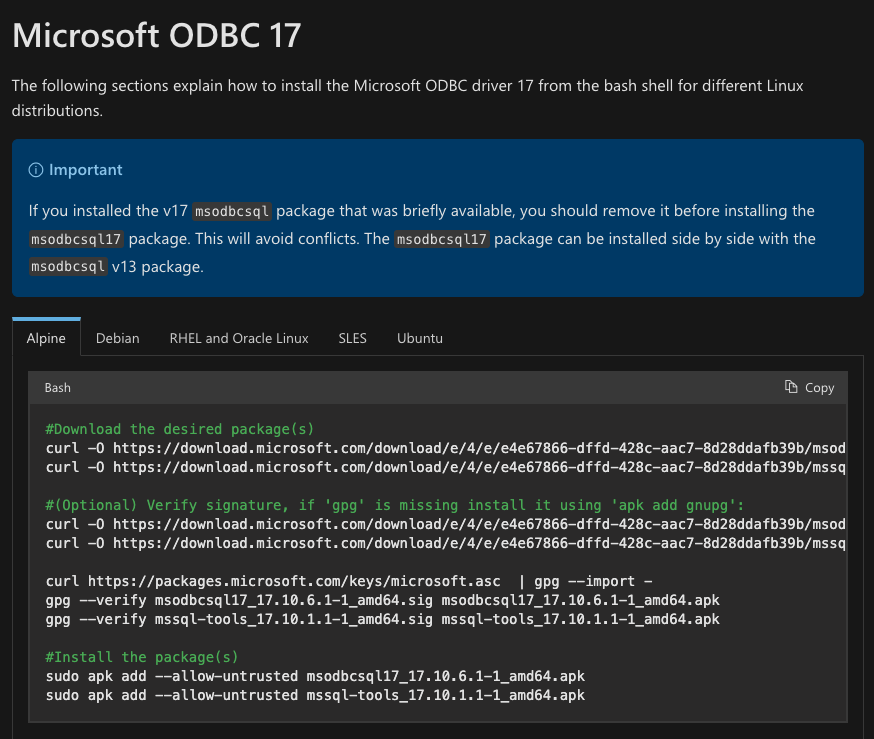 Microsoft ODBC 17
The following sections explain how to install the Microsoft ODBC driver 17 from the bash shell for different Linux
distributions.
Important
If you installed the v17 msodbcsql package that was briefly available, you should remove it before installing the
msodbcsql17 package. This will avoid conflicts. The msodbcsql17 package can be installed side by side with the
msodbcsql v13 package.
Alpine Debian RHEL and Oracle Linux SLES Ubuntu
Bash Copy
#Download the desired package(s)
curl -O https://download.microsoft.com/download/e/4/e/e4e67866-dffd-428c-aac7-8d28ddafb39b/msod
curl -O https://download.microsoft.com/download/e/4/e/e4e67866-dffd-428c-aac7-8d28ddafb39b/mssq
#(Optional) Verify signature, if 'gpg' is missing install it using 'apk add gnupg':
curl -O https://download.microsoft.com/download/e/4/e/e4e67866-dffd-428c-aac7-8d28ddafb39b/msod
curl -O https://download.microsoft.com/download/e/4/e/e4e67866-dffd-428c-aac7-8d28ddafb39b/mssq
curl https://packages.microsoft.com/keys/microsoft.asc  | gpg --import -
gpg --verify msodbcsql17_17.10.6.1-1_amd64.sig msodbcsql17_17.10.6.1-1_amd64.apk
gpg --verify mssql-tools_17.10.1.1-1_amd64.sig mssql-tools_17.10.1.1-1_amd64.apk
#Install the package(s)
sudo apk add --allow-untrusted msodbcsql17_17.10.6.1-1_amd64.apk
sudo apk add --allow-untrusted mssql-tools_17.10.1.1-1_amd64.apk